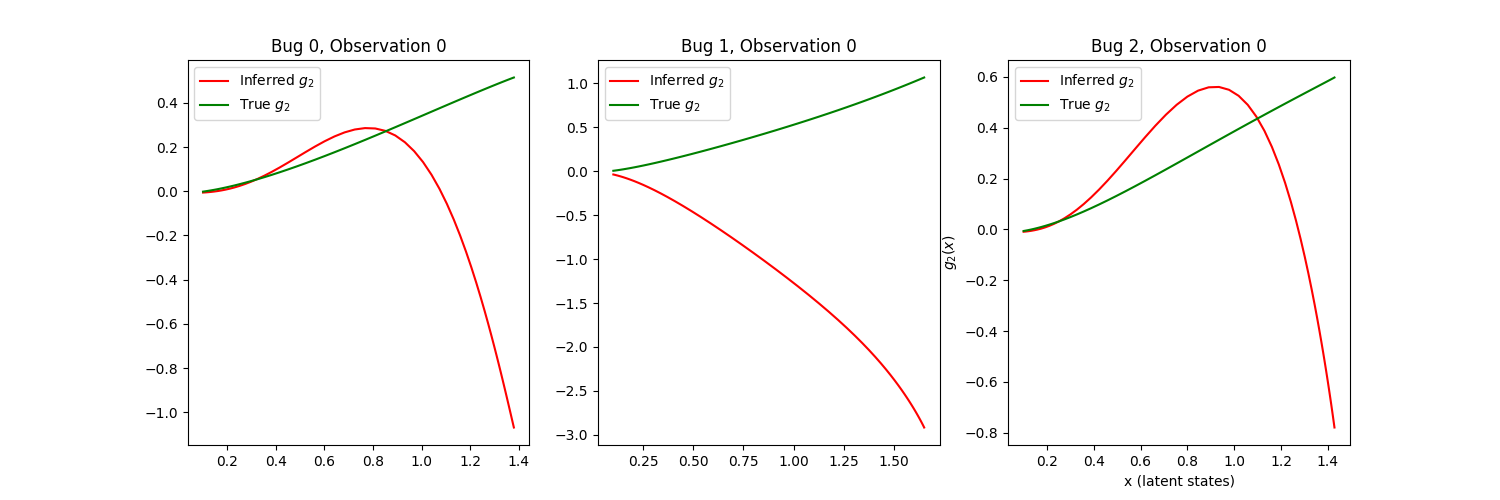 Bug 0, Observation 0
Inferred g₂
True g₂
0.4
0.2
0.0
−0.2
−0.4
−0.6
−0.8
−1.0
0.2 0.4 0.6 0.8 1.0 1.2 1.4
Bug 1, Observation 0
Inferred g₂
True g₂
1.0
0.5
0.0
−0.5
−1.0
−1.5
−2.0
−2.5
−3.0
0.25 0.50 0.75 1.00 1.25 1.50
Bug 2, Observation 0
Inferred g₂
True g₂
g₂(x)
0.6
0.4
0.2
0.0
−0.2
−0.4
−0.6
−0.8
0.2 0.4 0.6 0.8 1.0 1.2 1.4
x (latent states)